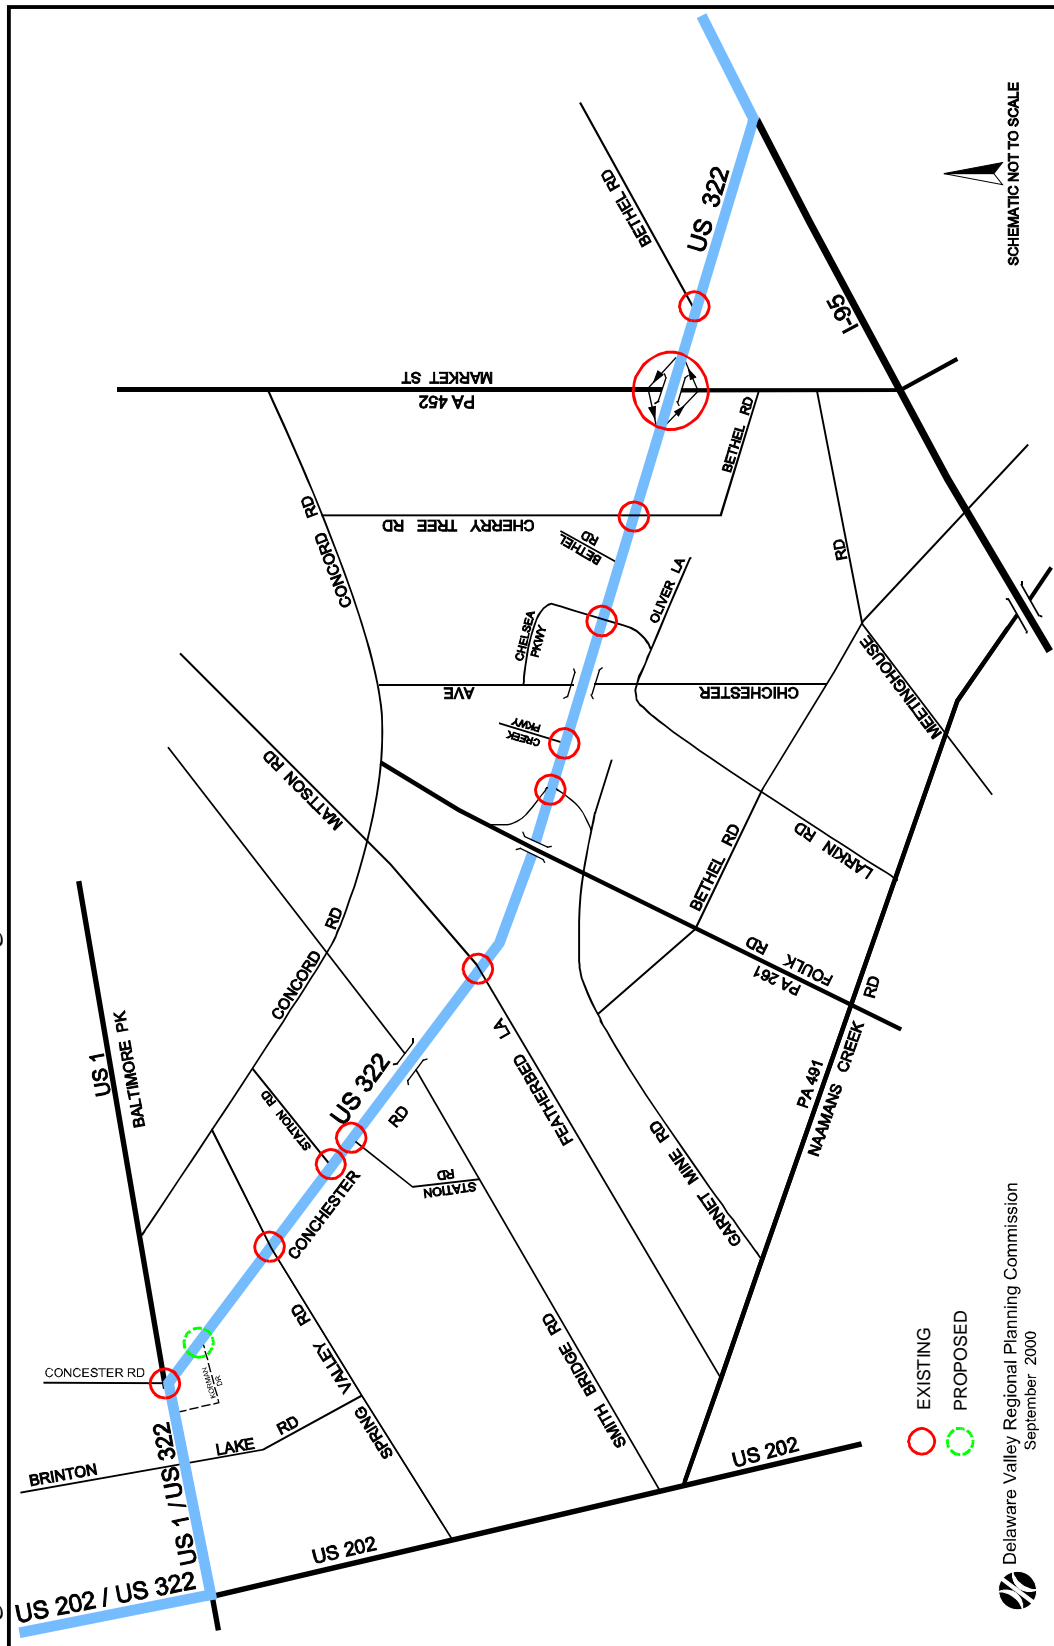 SCHEMATIC NOT TO SCALE
BETHEL RD
US 322
I-95
MARKET ST
PA 452
BETHEL RD
CONCORD RD
CHERRY TREE RD
BETHEL
RD
RD
OLIVER LA
CHELSEA
PKWY
AVE
CHICHESTER
MEETINGHOUSE
CREEK
PKWY
MATTISON RD
LARKIN RD
BETHEL RD
FOULK RD
PA 261
CONCORD RD
US 1
BALTIMORE PK
US 322
STATION RD
CONCHESTER RD
STATION
RD
FEATHERBED LA
GARNET MINE RD
PA 491
NAAMANS CREEK RD
CONCESTER RD
KOPMAN
DR
BRINTON LAKE RD
SPRING VALLEY RD
SMITH BRIDGE RD
US 1 / US 322
US 202 / US 322
US 202
US 202
EXISTING
PROPOSED
Delaware Valley Regional Planning Commission
September 2000